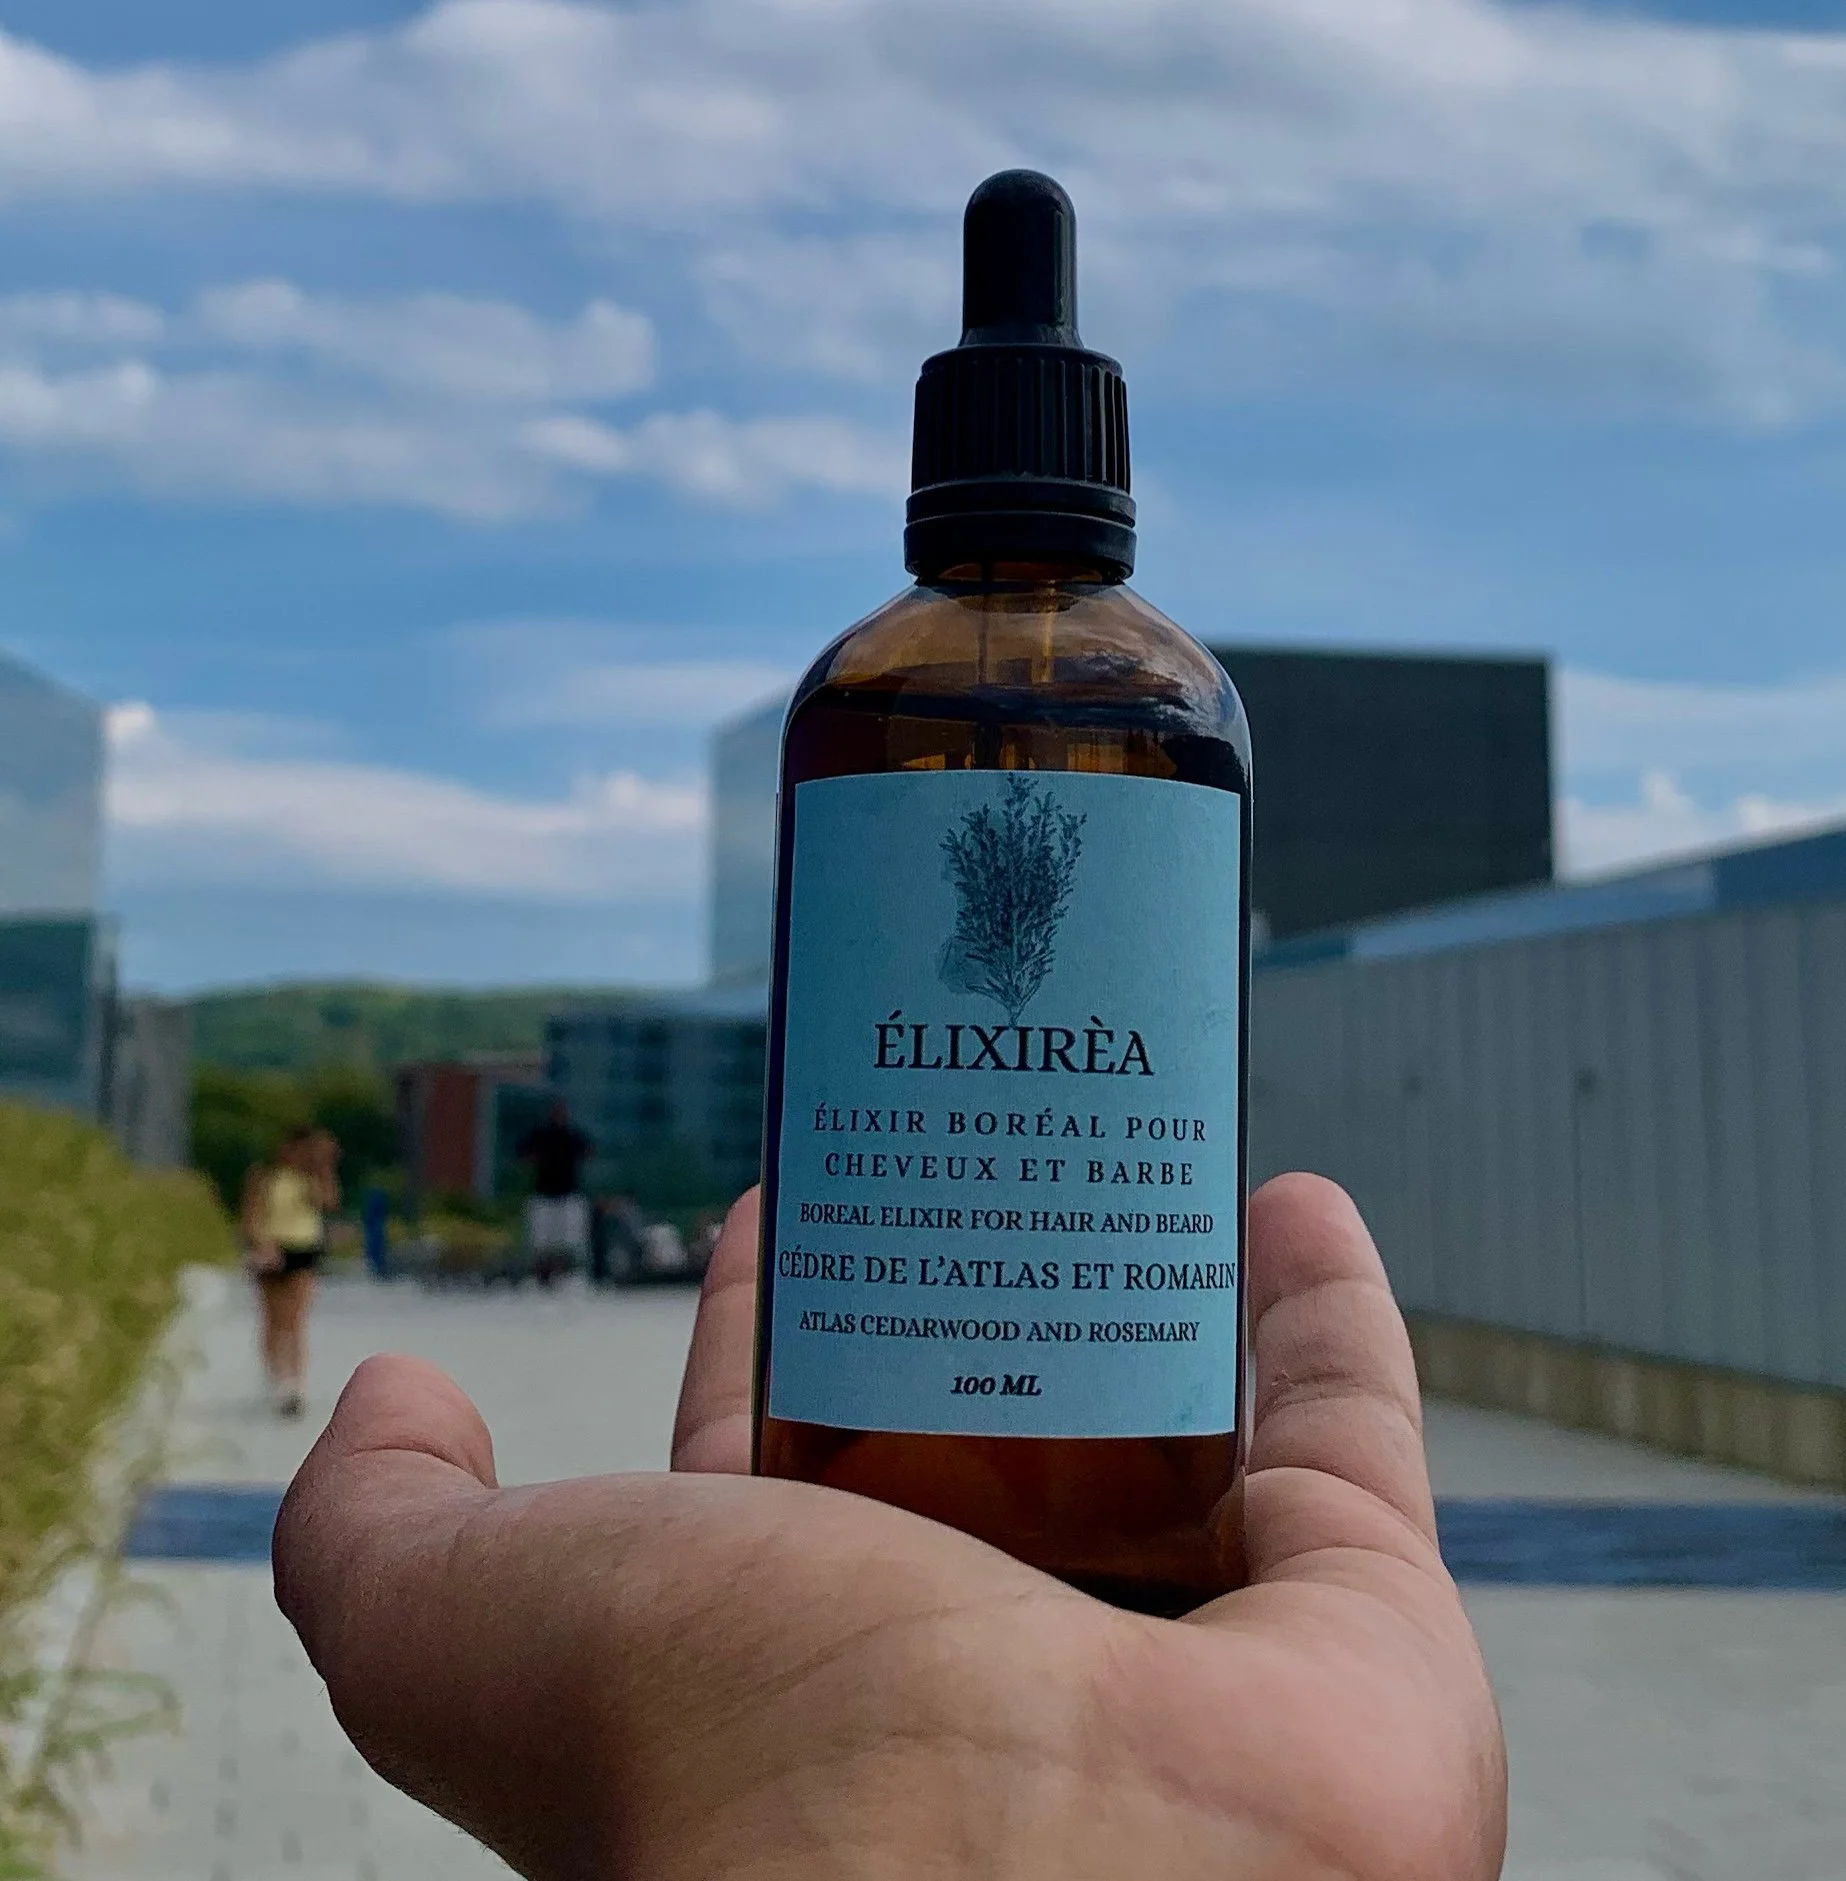 ÉLIXIRÈA
ÉLIXIR BORÉAL POUR
CHEVEUX ET BARBE
BOREAL ELIXIR FOR HAIR AND BEARD
CÉDRE DE L'ATLAS ET ROMARIN
ATLAS CEDARWOOD AND ROSEMARY
100 ML